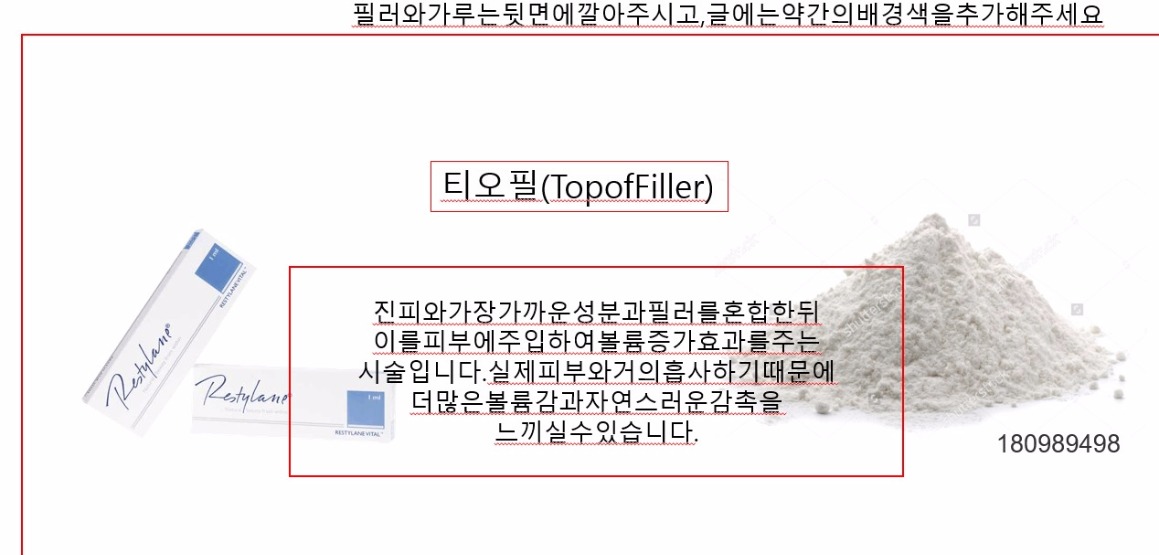 필러와가루는뒷면에깔아주시고,글에는약간의배경색을추가해주세요
티오필(TopofFiller)
진피와가장가까운성분과필러를혼합한뒤
이를피부에주입하여볼륨증가효과를주는
시술입니다.실제피부와거의흡사하기때문에
더많은볼륨감과자연스러운감촉을
느끼실수있습니다.
1 ml
RESTYLANE VITAL™
Restylane®
Restylane®
1 ml
RESTYLANE VITAL™
180989498